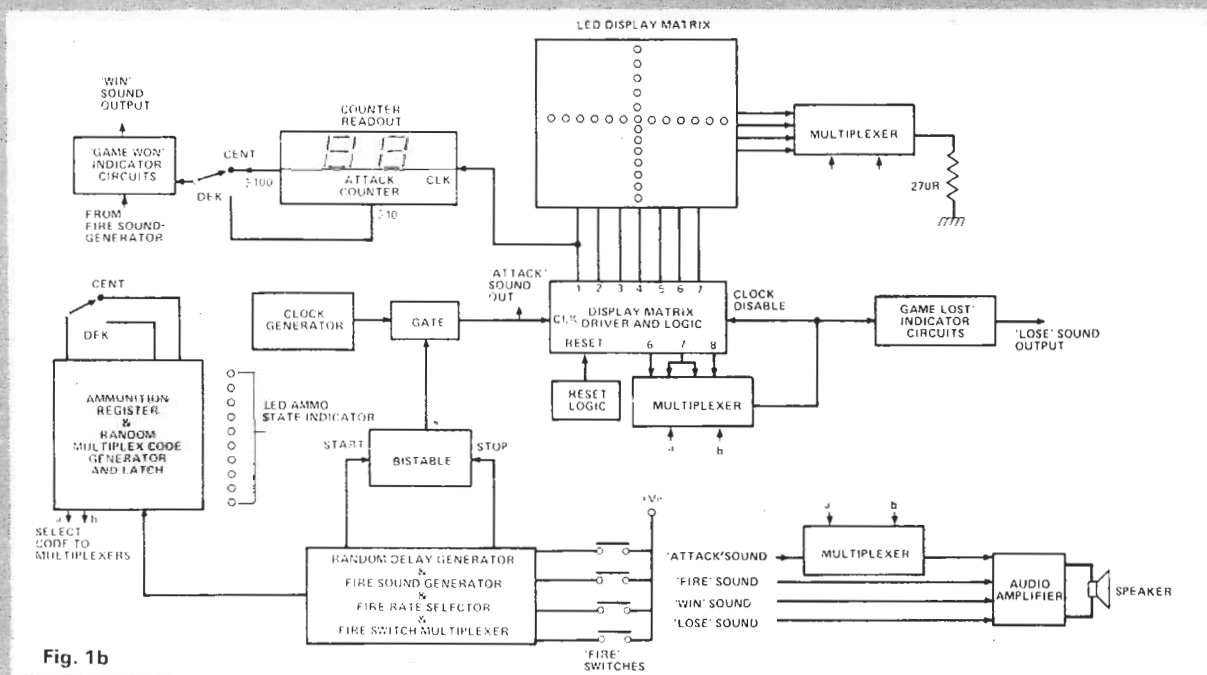 LED DISPLAY MATRIX
'WIN'
SOUND
OUTPUT
COUNTER
READOUT
'GAME WON'
INDICATOR
CIRCUITS
CENT
DFK
÷100
ATTACK
COUNTER
CLK
÷10
FROM
FIRE SOUND-
GENERATOR
MULTIPLEXER
27UR
CENT
DFK
CLOCK
GENERATOR
GATE
'ATTACK'
SOUND
OUT
1 2 3 4 5 6 7
CLK
DISPLAY MATRIX
DRIVER AND LOGIC
RESET
6 7 8
CLOCK
DISABLE
GAME LOST'
INDICATOR
CIRCUITS
'LOSE' SOUND
OUTPUT
RESET
LOGIC
MULTIPLEXER
a b
AMMUNITION
REGISTER
&
RANDOM
MULTIPLEX CODE
GENERATOR
AND LATCH
LED AMMO
STATE INDICATOR
START
BISTABLE
STOP
a b
SELECT
CODE TO
MULTIPLEXERS
RANDOM DELAY GENERATOR
&
FIRE SOUND GENERATOR
&
FIRE RATE SELECTOR
&
FIRE SWITCH MULTIPLEXER
+Ve
'FIRE'
SWITCHES
a b
'ATTACK' SOUND
MULTIPLEXER
'FIRE' SOUND
'WIN' SOUND
'LOSE' SOUND
AUDIO
AMPLIFIER
SPEAKER
Fig. 1b